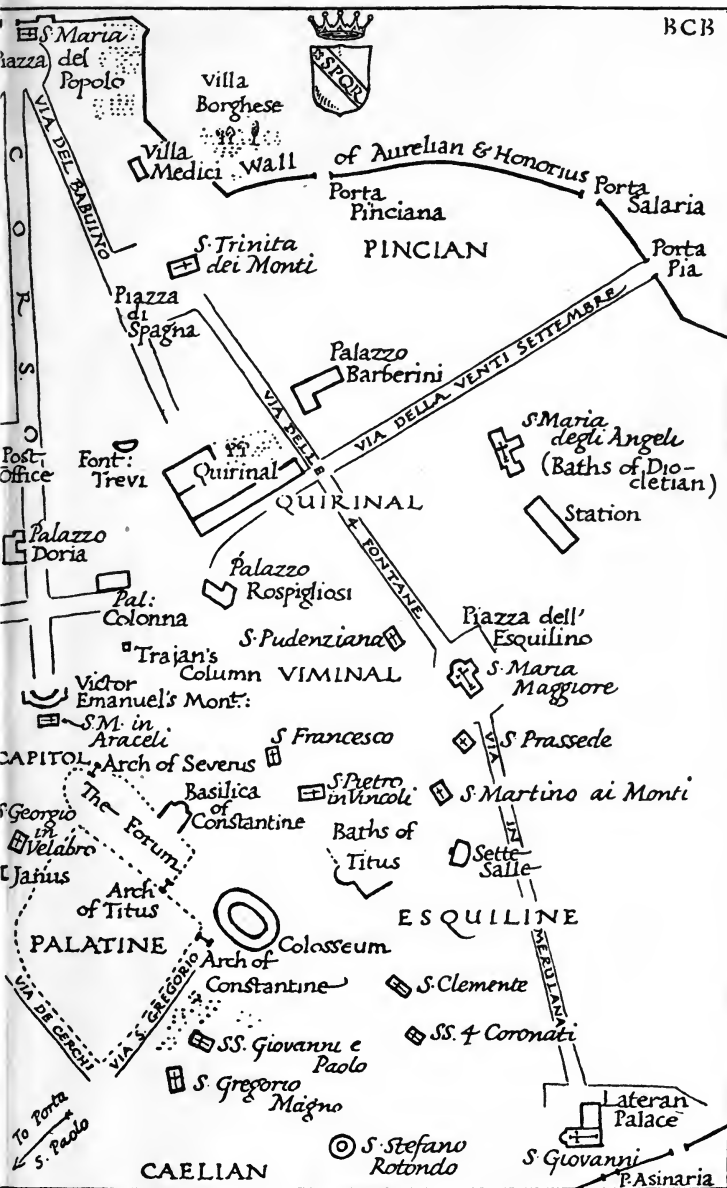 BCB
S. Maria
del
Popolo
Piazza
SPQR
Villa
Borghese
VIA DEL BABUINO
CORSO
Villa
Medici
Wall of Aurelian & Honorius
Porta
Pinciana
Porta
Salaria
PINCIAN
Porta
Pia
S. Trinita
dei Monti
Piazza
di
Spagna
Palazzo
Barberini
VIA DELLA VENTI SETTEMBRE
VIA DELLE 4 FONTANE
S. Maria
degli Angeli
(Baths of Dio-
cletian)
Post
Office
Font:
Trevi
Quirinal
QUIRINAL
Station
Palazzo
Doria
Palazzo
Rospigliosi
Pal:
Colonna
Piazza dell'
Esquilino
S. Pudenziana
Trajan's
Column
VIMINAL
S. Maria
Maggiore
Victor
Emanuel's Mont:
S.M. in
Araceli
S Francesco
S. Prassede
CAPITOL
Arch of Severus
The Forum
Basilica
of
Constantine
S. Pietro
in Vincoli
S. Martino ai Monti
S. Georgio
in
Velabro
Baths of
Titus
Sette
Salle
Janus
Arch
of Titus
VIA IN MERULANA
ESQUILINE
PALATINE
Colosseum
Arch of
Constantine
S. Clemente
VIA DE CERCHI
VIA S. GREGORIO
SS. Giovanni e
Paolo
SS. 4 Coronati
S. Gregorio
Magno
Lateran
Palace
To Porta
S. Paolo
S. Stefano
Rotondo
S. Giovanni
CAELIAN
P. Asinaria